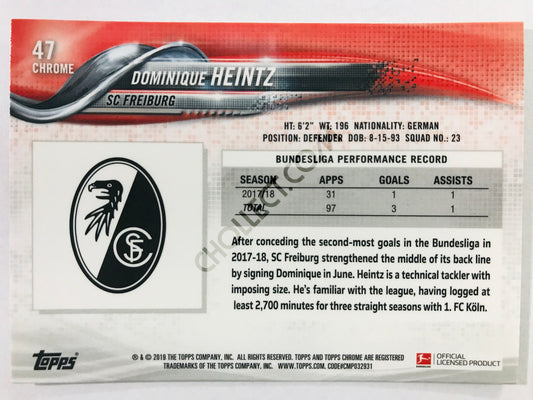 47
CHROME
DOMINIQUE HEINTZ
SC FREIBURG
HT: 6'2" WT: 196 NATIONALITY: GERMAN
POSITION: DEFENDER DOB: 8-15-93 SQUAD NO.: 23
BUNDESLIGA PERFORMANCE RECORD
SEASON APPS GOALS ASSISTS
2017/18 31 1 1
TOTAL 97 3 1
After conceding the second-most goals in the Bundesliga in
2017-18, SC Freiburg strengthened the middle of its back line
by signing Dominique in June. Heintz is a technical tackler with
imposing size. He's familiar with the league, having logged at
least 2,700 minutes for three straight seasons with 1. FC Köln.
SC
CHOLLECT.COM
Topps
® & © 2019 THE TOPPS COMPANY, INC. ALL RIGHTS RESERVED. TOPPS AND TOPPS CHROME ARE REGISTERED
TRADEMARKS OF THE TOPPS COMPANY, INC. WWW.TOPPS.COM. CODE#CMP032931
OFFICIAL
LICENSED PRODUCT